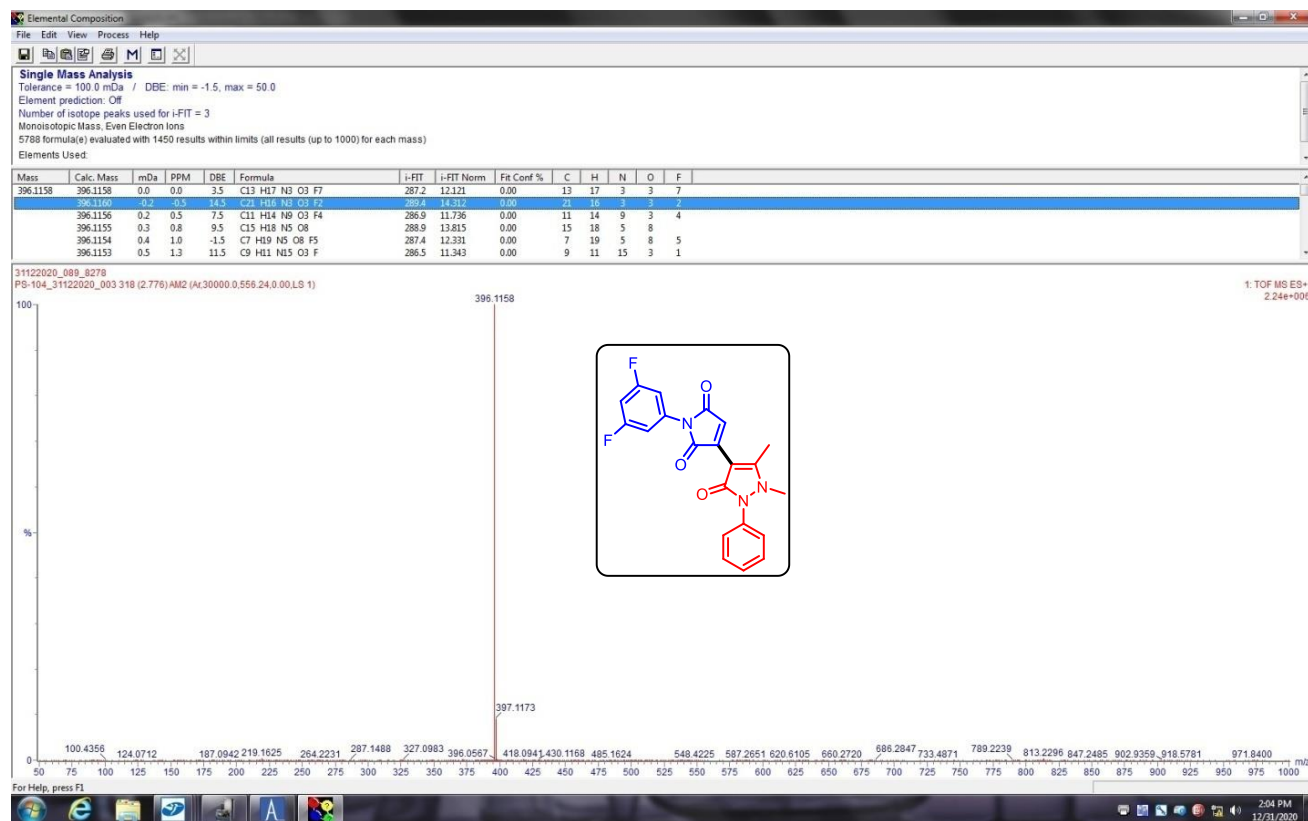 Elemental Composition
File Edit View Process Help
Single Mass Analysis
Tolerance = 100.0 mDa / DBE: min = -1.5, max = 50.0
Element prediction: Off
Number of isotope peaks used for i-FIT = 3
Monoisotopic Mass, Even Electron Ions
5788 formula(e) evaluated with 1450 results within limits (all results (up to 1000) for each mass)
Elements Used:
Mass Calc. Mass mDa PPM DBE Formula i-FIT i-FIT Norm Fit Conf % C H N O F
396.1158 396.1158 0.0 0.0 3.5 C13 H17 N3 O3 F7 287.2 12.121 0.00 13 17 3 3 7
396.1160 -0.2 -0.5 14.5 C21 H16 N3 O3 F2 289.4 14.312 0.00 21 16 3 3 2
396.1156 0.2 0.5 7.5 C11 H14 N9 O3 F4 286.9 11.736 0.00 11 14 9 3 4
396.1155 0.3 0.8 9.5 C15 H18 N5 O8 288.9 13.815 0.00 15 18 5 8
396.1154 0.4 1.0 -1.5 C7 H19 N5 O8 F5 287.4 12.331 0.00 7 19 5 8 5
396.1153 0.5 1.3 11.5 C9 H11 N15 O3 F 286.5 11.343 0.00 9 11 15 3 1
31122020_089_8278
PS-104_31122020_003 318 (2.776) AM2 (Ar,30000.0,556.24,0.00,LS 1)
1: TOF MS ES+
2.24e+006
100
396.1158
F
F
N
O
O
O
N
N
%
397.1173
100.4356 124.0712 187.0942 219.1625 264.2231 287.1488 327.0983 396.0567 418.0941 430.1168 485.1624 548.4225 587.2651 620.6105 660.2720 686.2847 733.4871 789.2239 813.2296 847.2485 902.9359 918.5781 971.8400
0
m/z
50 75 100 125 150 175 200 225 250 275 300 325 350 375 400 425 450 475 500 525 550 575 600 625 650 675 700 725 750 775 800 825 850 875 900 925 950 975 1000
For Help, press F1
2:04 PM
12/31/2020